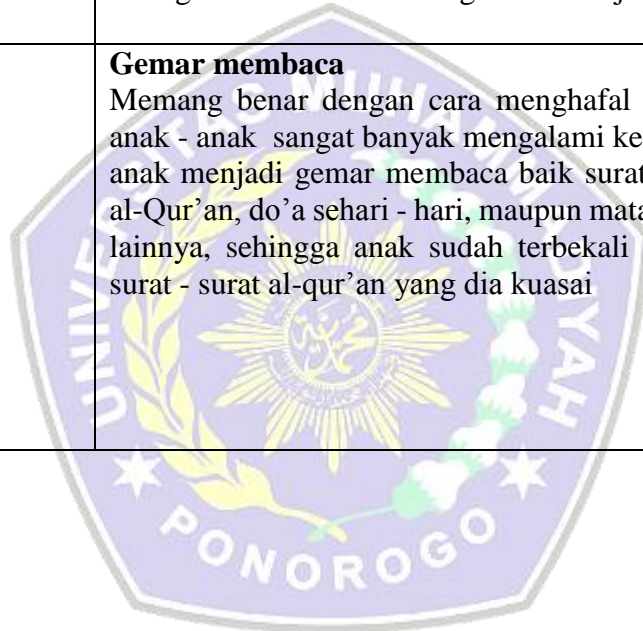 Gemar membaca
Memang benar dengan cara menghafal
anak - anak sangat banyak mengalami
anak menjadi gemar membaca baik surat
al-Qur'an, do'a sehari - hari, maupun
lainnya, sehingga anak sudah terbekali
surat - surat al-qur'an yang dia kuasai
UNIVERSITAS MUHAMMADIYAH
PONOROGO